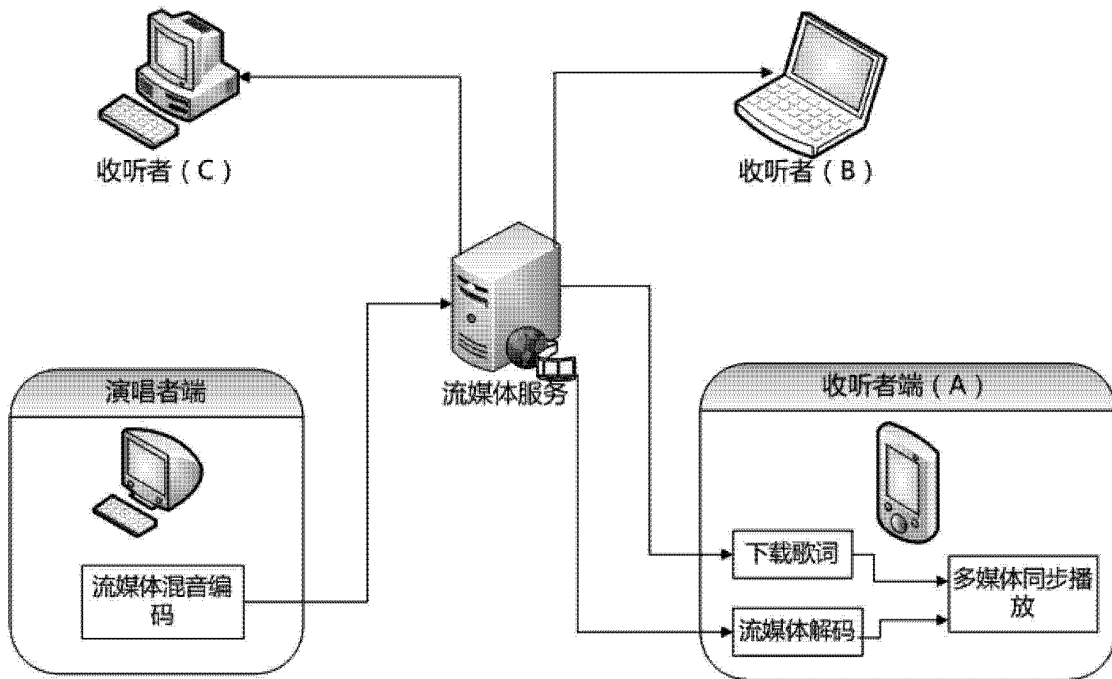 收听者（C）
收听者（B）
流媒体服务
演唱者端
流媒体混音编
码
收听者端（A）
下载歌词
流媒体解码
多媒体同步播
放